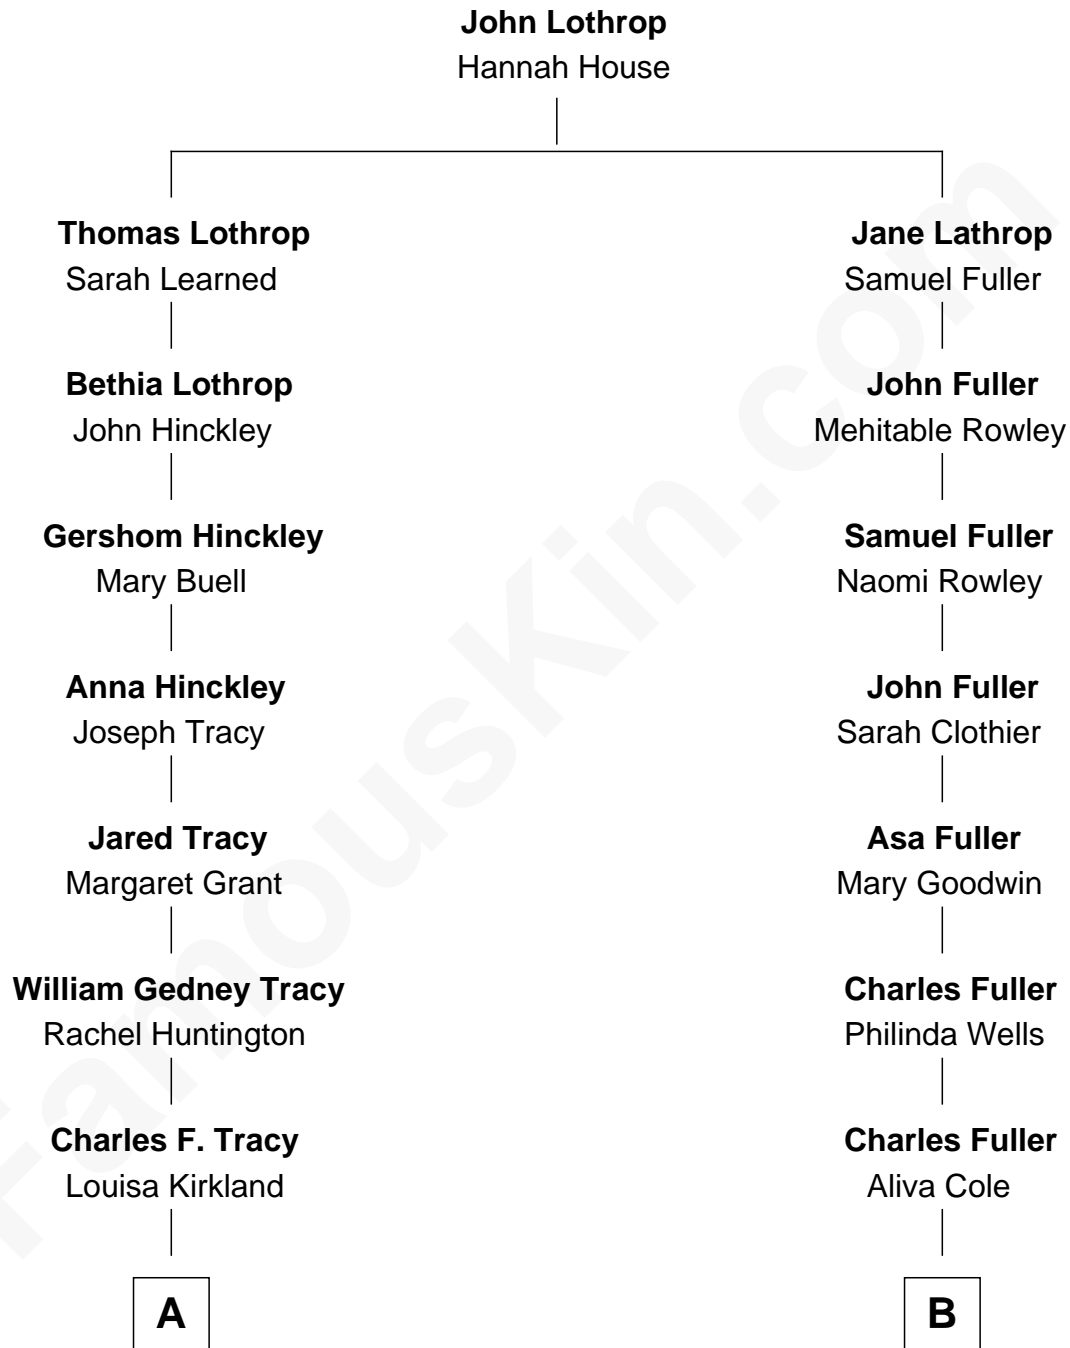 John Lothrop
Hannah House
Thomas Lothrop
Sarah Learned
Jane Lathrop
Samuel Fuller
Bethia Lothrop
John Hinckley
John Fuller
Mehitable Rowley
Gershom Hinckley
Mary Buell
Samuel Fuller
Naomi Rowley
Anna Hinckley
Joseph Tracy
John Fuller
Sarah Clothier
Jared Tracy
Margaret Grant
Asa Fuller
Mary Goodwin
William Gedney Tracy
Rachel Huntington
Charles Fuller
Philinda Wells
Charles F. Tracy
Louisa Kirkland
Charles Fuller
Aliva Cole
A
B
FamousKin.com